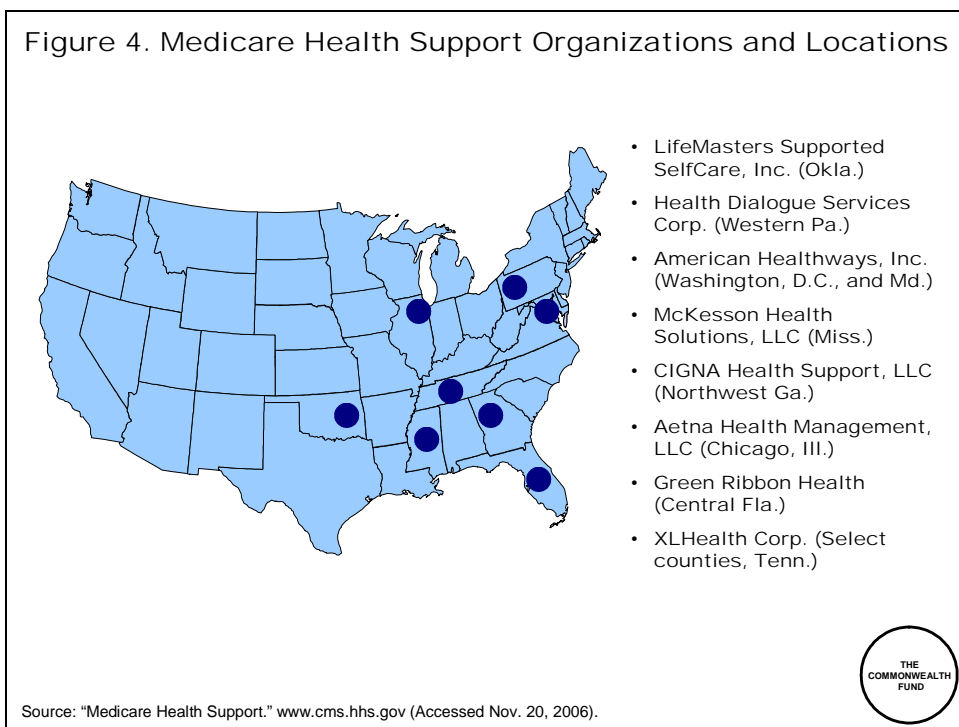 Figure 4. Medicare Health Support Organizations and Locations
• LifeMasters Supported
SelfCare, Inc. (Okla.)
• Health Dialogue Services
Corp. (Western Pa.)
• American Healthways, Inc.
(Washington, D.C., and Md.)
• McKesson Health
Solutions, LLC (Miss.)
• CIGNA Health Support, LLC
(Northwest Ga.)
• Aetna Health Management,
LLC (Chicago, Ill.)
• Green Ribbon Health
(Central Fla.)
• XLHealth Corp. (Select
counties, Tenn.)
THE
COMMONWEALTH
FUND
Source: “Medicare Health Support.” www.cms.hhs.gov (Accessed Nov. 20, 2006).